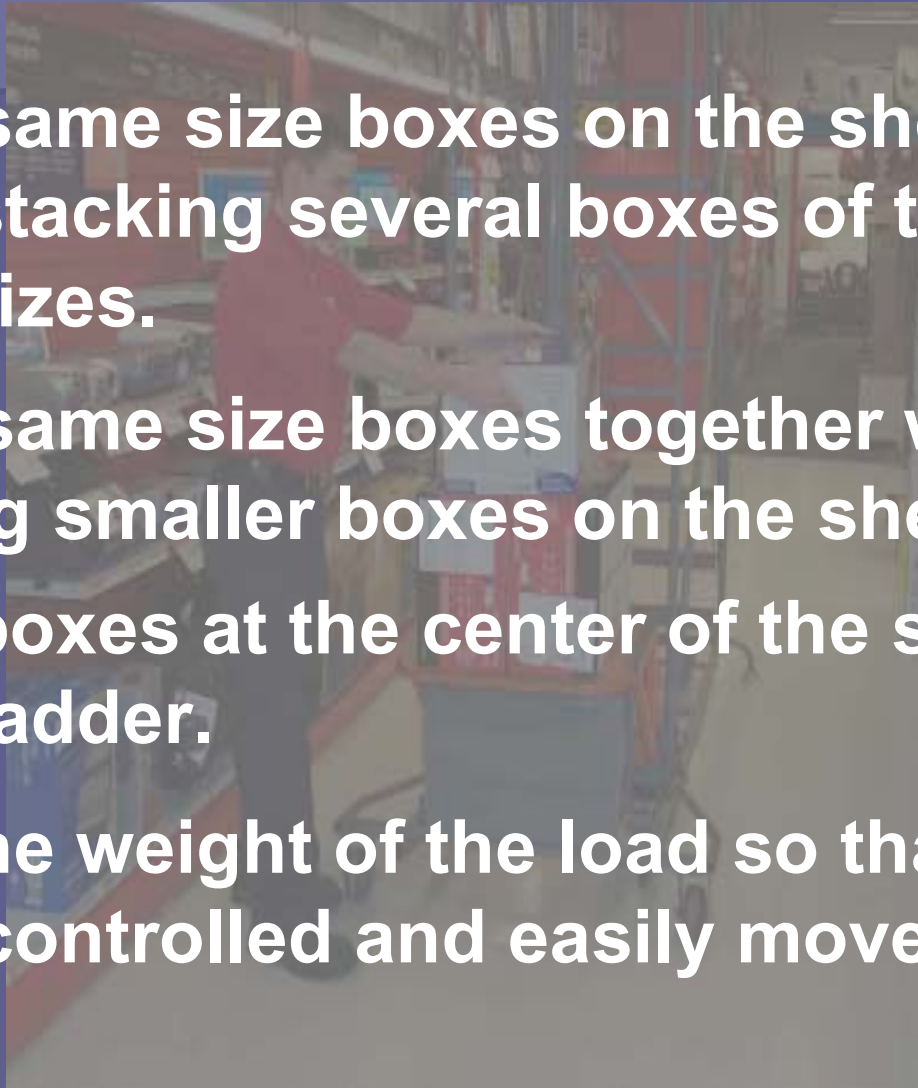 same size boxes on the sh
stacking several boxes of t
izes.
same size boxes together w
g smaller boxes on the she
boxes at the center of the s
adder.
he weight of the load so tha
controlled and easily move